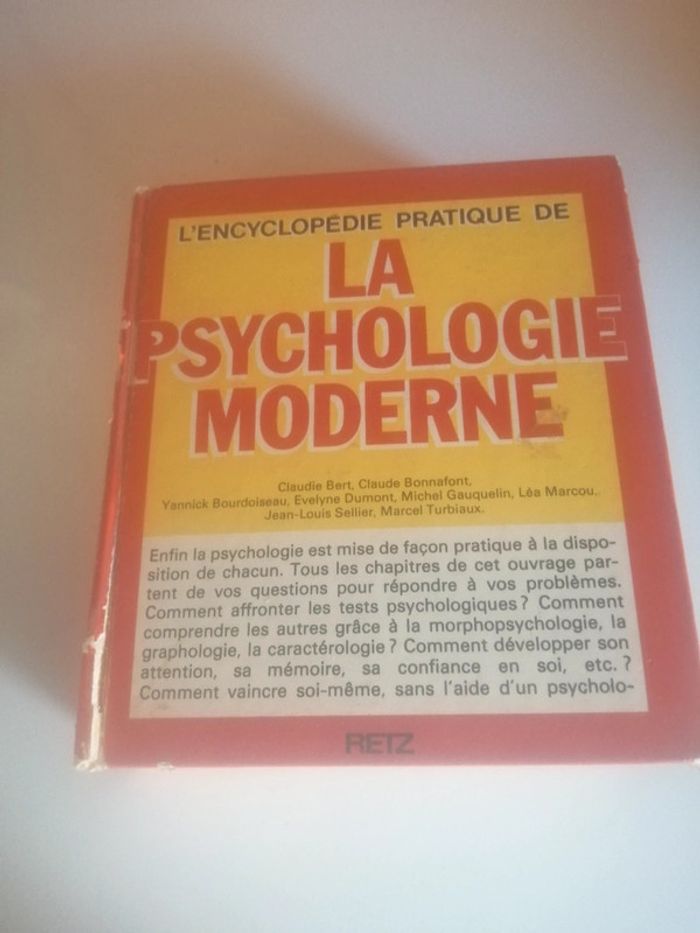 L'ENCYCLOPÉDIE PRATIQUE DE
LA
PSYCHOLOGIE
MODERNE
Claudie Bert, Claude Bonnafont,
Yannick Bourdoiseau, Evelyne Dumont, Michel Gauquelin, Léa Marcou,
Jean-Louis Sellier, Marcel Turbiaux.
Enfin la psychologie est mise de façon pratique à la dispo-
sition de chacun. Tous les chapitres de cet ouvrage par-
tent de vos questions pour répondre à vos problèmes.
Comment affronter les tests psychologiques? Comment
comprendre les autres grâce à la morphopsychologie, la
graphologie, la caractérologie? Comment développer son
attention, sa mémoire, sa confiance en soi, etc.?
Comment vaincre soi-même, sans l'aide d'un psycholo-
RETZ